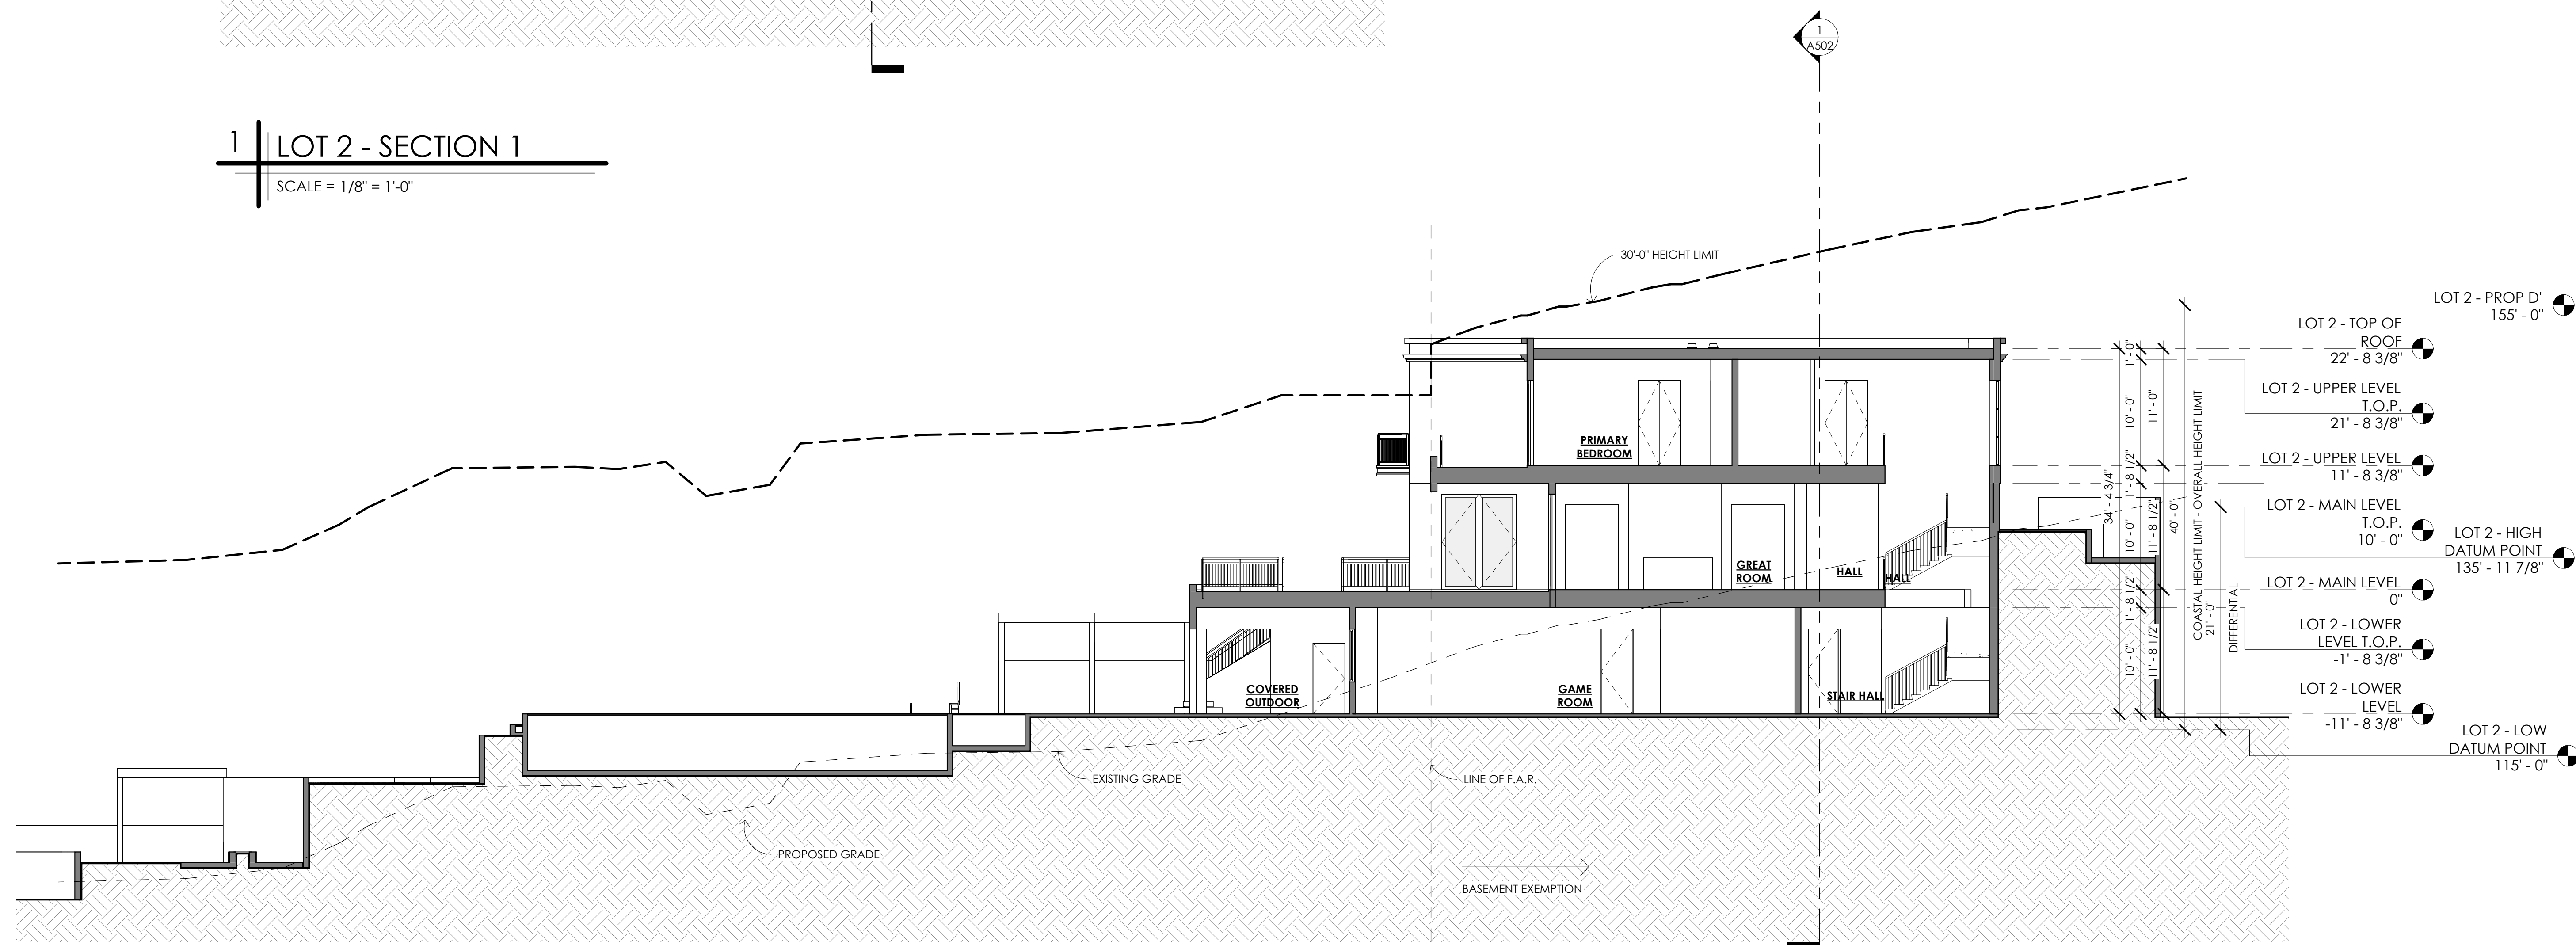 1
A502
1
LOT 2 - SECTION 1
SCALE = 1/8" = 1'-0"
30'-0" HEIGHT LIMIT
LOT 2 - PROP D'
155' - 0"
LOT 2 - TOP OF
ROOF
22' - 8 3/8"
LOT 2 - UPPER LEVEL
T.O.P.
21' - 8 3/8"
LOT 2 - UPPER LEVEL
11' - 8 3/8"
LOT 2 - MAIN LEVEL
T.O.P.
10' - 0"
LOT 2 - HIGH
DATUM POINT
135' - 11 7/8"
LOT 2 - MAIN LEVEL
0"
LOT 2 - LOWER
LEVEL T.O.P.
-1' - 8 3/8"
LOT 2 - LOWER
LEVEL
-11' - 8 3/8"
LOT 2 - LOW
DATUM POINT
115' - 0"
34' - 4 3/4"
1' - 0"
10' - 0"
1' - 8 1/2"
10' - 0"
1' - 8 1/2"
10' - 0"
11' - 0"
11' - 8 1/2"
11' - 8 1/2"
40' - 0"
COASTAL HEIGHT LIMIT - OVERALL HEIGHT LIMIT
21' - 0"
DIFFERENTIAL
PRIMARY
BEDROOM
GREAT
ROOM
HALL
HALL
COVERED
OUTDOOR
GAME
ROOM
STAIR HALL
EXISTING GRADE
LINE OF F.A.R.
PROPOSED GRADE
BASEMENT EXEMPTION